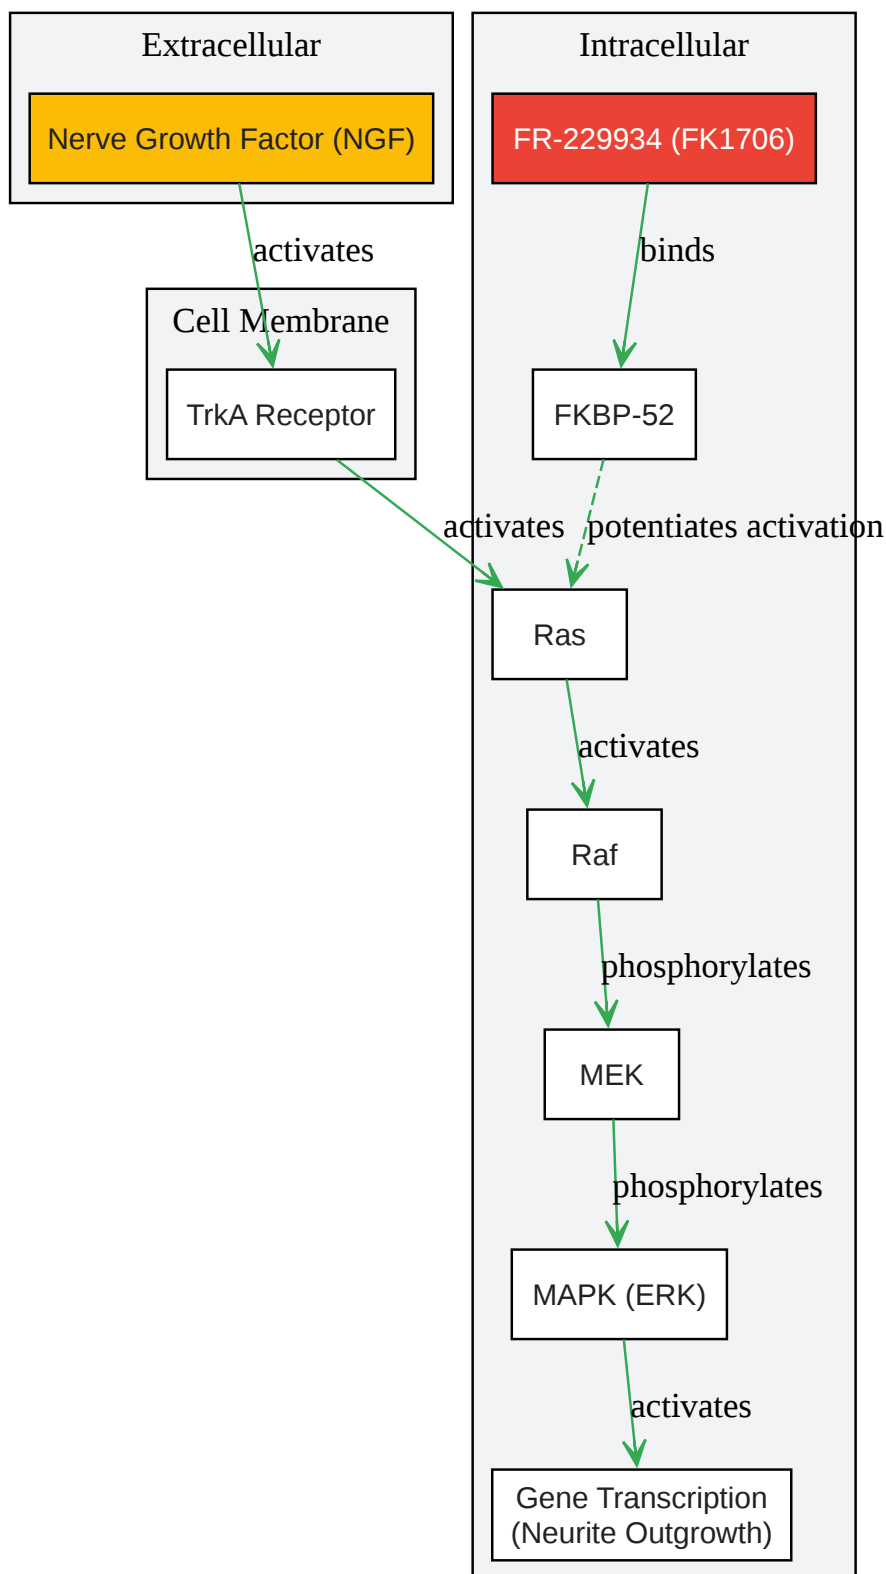 Extracellular
Intracellular
Nerve Growth Factor (NGF)
FR-229934 (FK1706)
activates
binds
Cell Membrane
TrkA Receptor
FKBP-52
activates
potentiates activation
Ras
activates
Raf
phosphorylates
MEK
phosphorylates
MAPK (ERK)
activates
Gene Transcription
(Neurite Outgrowth)